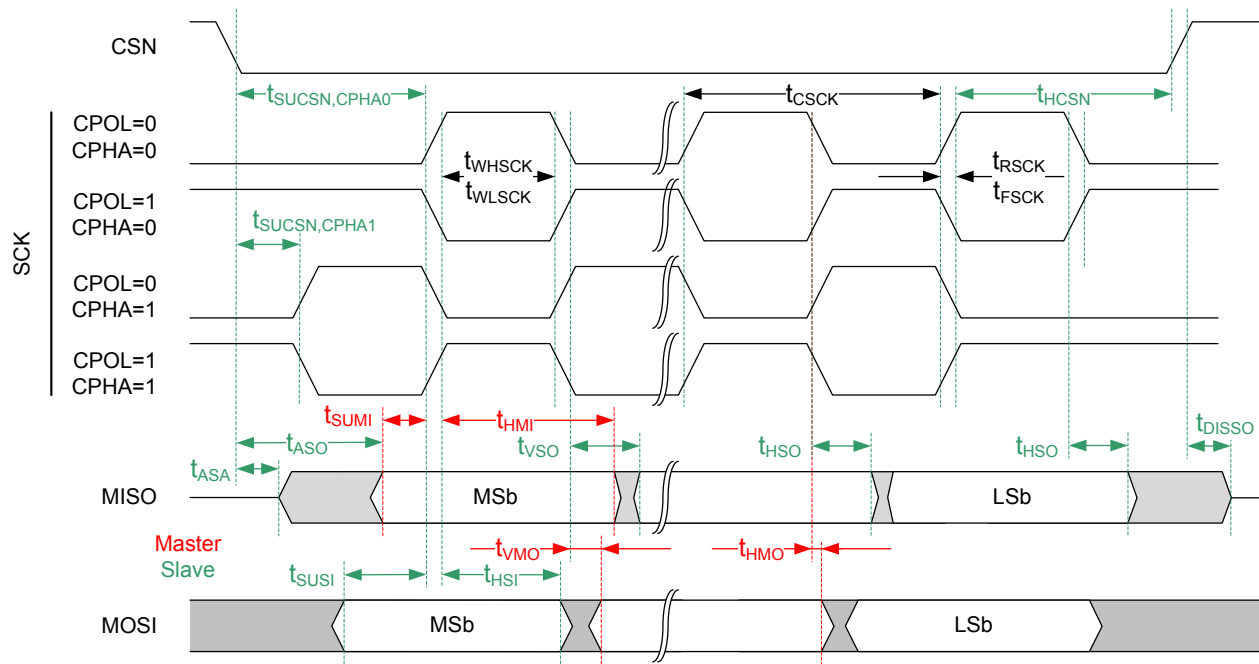 CSN
tSUCSN,CPHA0
tCSCK
tHCSN
SCK
CPOL=0
CPHA=0
tWHSCK
tWLSCK
tRSCK
tFSCK
CPOL=1
CPHA=0
tSUCSN,CPHA1
CPOL=0
CPHA=1
CPOL=1
CPHA=1
tSUMI
tHMI
tASO
tVSO
tHSO
tHSO
tDISSO
tASA
MISO
MSb
LSb
Master
Slave
tVMO
tHMO
tSUSI
tHSI
MOSI
MSb
LSb